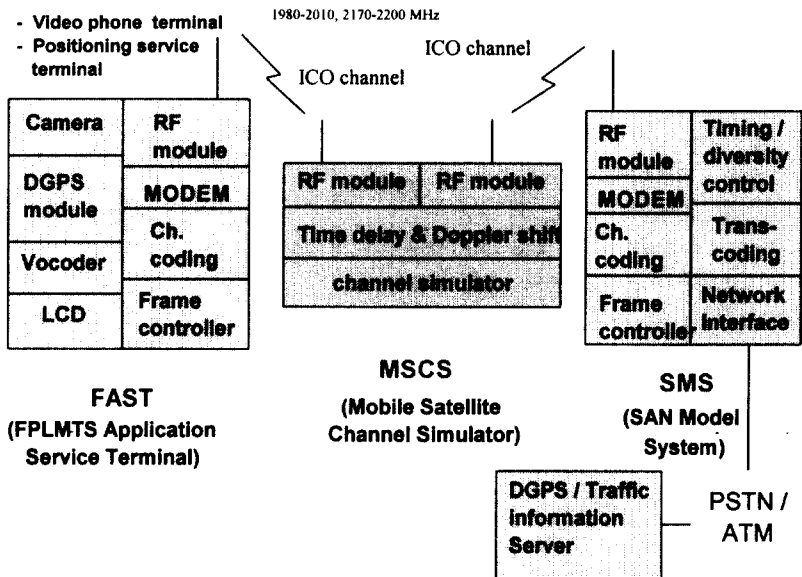 - Video phone terminal
- Positioning service
terminal
1980-2010, 2170-2200 MHz
ICO channel
ICO channel
Camera
DGPS
module
Vocoder
LCD
RF
module
MODEM
Ch.
coding
Frame
controller
FAST
(FPLMTS Application
Service Terminal)
RF module
RF module
Time delay & Doppler shift
channel simulator
MSCS
(Mobile Satellite
Channel Simulator)
RF
module
MODEM
Ch.
coding
Frame
controller
Timing /
diversity
control
Trans-
coding
Network
Interface
SMS
(SAN Model
System)
DGPS / Traffic
information
Server
PSTN /
ATM